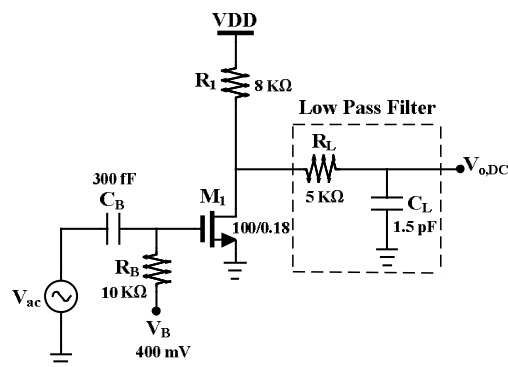 VDD
R1
8 KΩ
Low Pass Filter
RL
Vo,DC
5 KΩ
CL
1.5 pF
300 fF
CB
M1
100/0.18
RB
10 KΩ
Vac
VB
400 mV